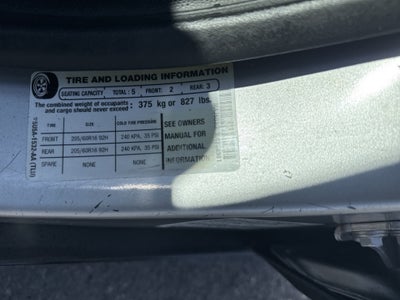 TIRE AND LOADING INFORMATION
SEATING CAPACITY TOTAL: 5 FRONT: 2 REAR: 3
The combined weight of occupants and cargo should never exceed: 375 kg or 827 lbs.
TIRE SIZE COLD TIRE PRESSURE SEE OWNERS MANUAL FOR ADDITIONAL INFORMATION
FRONT 205/60R16 92H 240 KPA, 35 PSI
REAR 205/60R16 92H 240 KPA, 35 PSI
SPARE NONE NONE